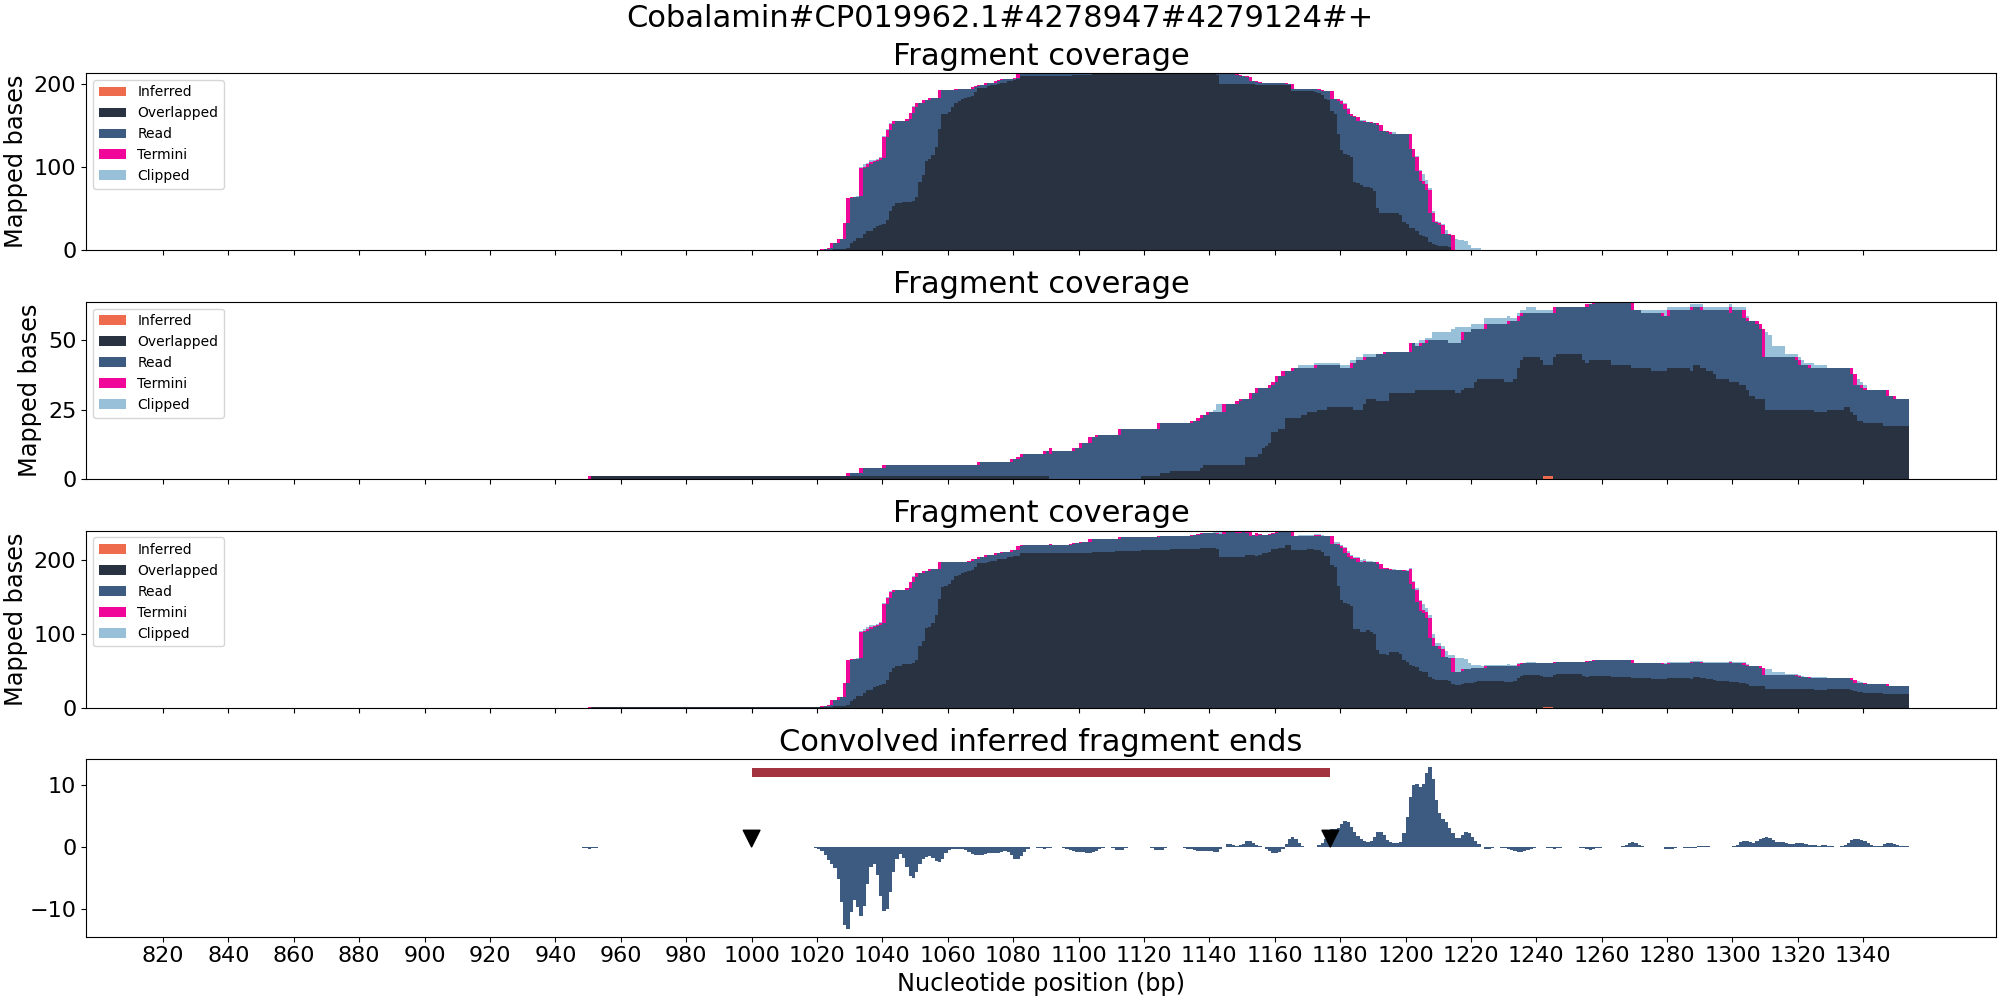 Cobalamin#CP019962.1#4278947#4279124#+
Fragment coverage
Mapped bases
200
100
0
Inferred
Overlapped
Read
Termini
Clipped
Fragment coverage
Mapped bases
50
25
0
Inferred
Overlapped
Read
Termini
Clipped
Fragment coverage
Mapped bases
200
100
0
Inferred
Overlapped
Read
Termini
Clipped
Convolved inferred fragment ends
10
0
−10
820 840 860 880 900 920 940 960 980 1000 1020 1040 1060 1080 1100 1120 1140 1160 1180 1200 1220 1240 1260 1280 1300 1320 1340
Nucleotide position (bp)